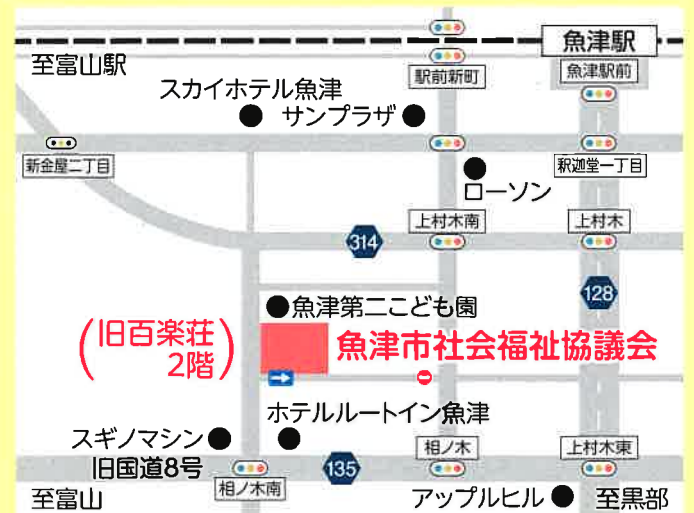 魚津駅
至富山駅
駅前新町
魚津駅前
スカイホテル魚津
サンプラザ
新金屋二丁目
釈迦堂一丁目
ローソン
上村木南
上村木
314
128
魚津第二こども園
(旧百楽荘
2階)
魚津市社会福祉協議会
ホテルルートイン魚津
スギノマシン
旧国道8号
相ノ木
上村木東
135
相ノ木南
至富山
アップルヒル
至黒部